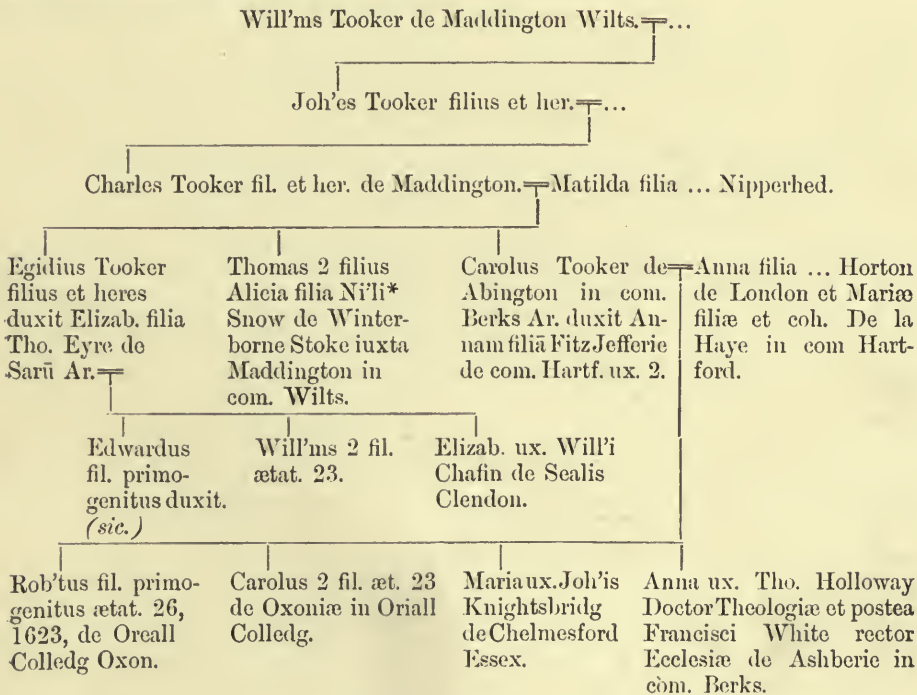 Will'ms Tooker de Maddington Wilts.=...
Joh'es Tooker filius et her.=...
Charles Tooker fil. et her. de Maddington.=Matilda filia ... Nipperhed.
Egidius Tooker
filius et heres
duxit Elizab. filia
Tho. Eyre de
Sarū Ar.=
Thomas 2 filius
Alicia filia Ni'li*
Snow de Winter-
borne Stoke iuxta
Maddington in
com. Wilts.
Carolus Tooker de=
Abington in com.
Berks Ar. duxit An-
nam filiā Fitz Jefferie
de com. Hartf. ux. 2.
Anna filia ... Horton
de London et Mariæ
filiæ et coh. De la
Haye in com Hart-
ford.
Edwardus
fil. primo-
genitus duxit.
(sic.)
Will'ms 2 fil.
ætat. 23.
Elizab. ux. Will'i
Chafin de Sealis
Clendon.
Rob'tus fil. primo-
genitus ætat. 26,
1623, de Oreall
Colledg Oxon.
Carolus 2 fil. æt. 23
de Oxoniæ in Oriall
Colledg.
Maria ux. Joh'is
Knightsbridg
de Chelmesford
Essex.
Anna ux. Tho. Holloway
Doctor Theologiæ et postea
Francisci White rector
Ecclesiæ de Ashberie in
còm. Berks.